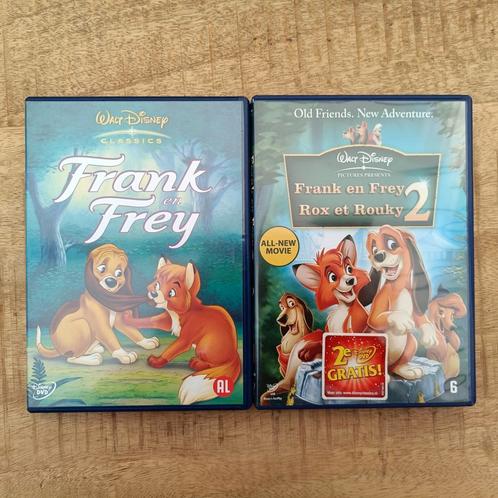 Walt Disney
CLASSICS
Frank
en
Frey
Disney
DVD
AL
Old Friends. New Adventure.
Walt Disney
PICTURES PRESENTS
Frank en Frey
Rox et Rouky 2
ALL-NEW
MOVIE
2e
GRATIS!
6